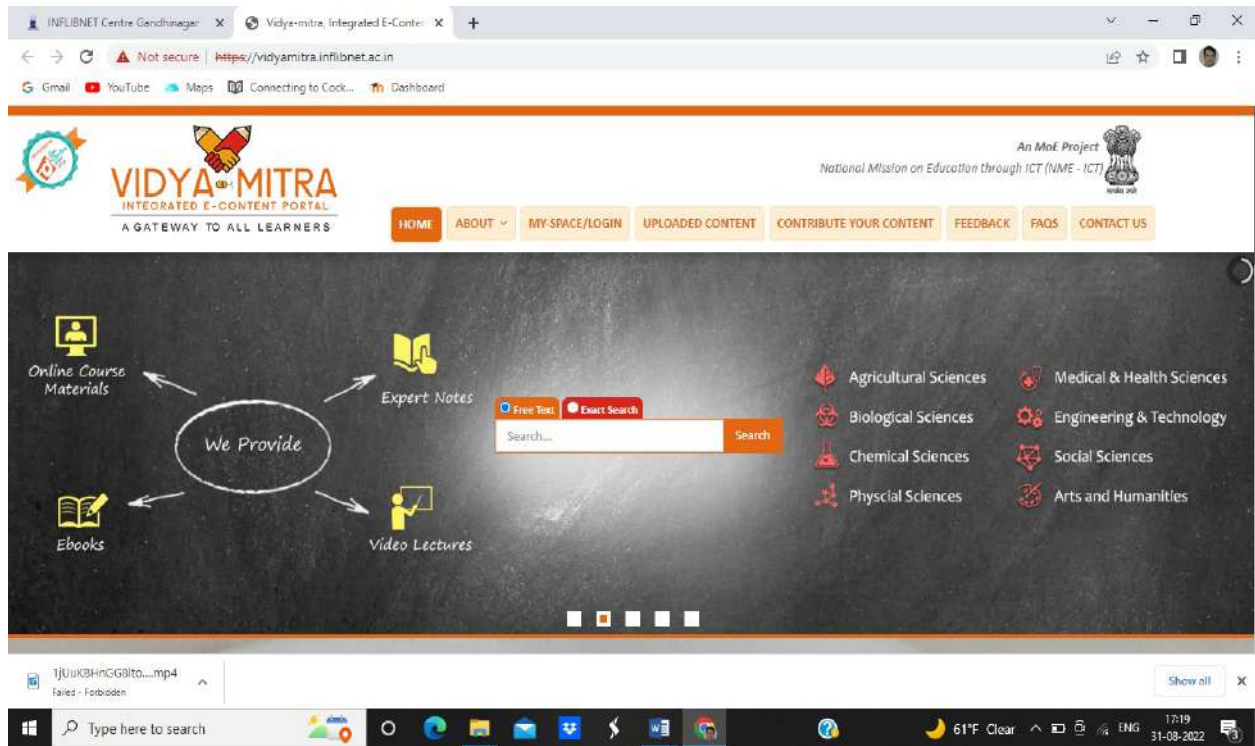 INFLIBNET Centre Gandhinagar
Vidya-mitra, Integrated E-Conte
Not secure
https://vidyamitra.inflibnet.ac.in
Gmail YouTube Maps Connecting to Cock... Dashboard
VIDYA-MITRA
INTEGRATED E-CONTENT PORTAL
A GATEWAY TO ALL LEARNERS
An MoE Project
National Mission on Education through ICT (NME - ICT)
HOME ABOUT MY-SPACE/LOGIN UPLOADED CONTENT CONTRIBUTE YOUR CONTENT FEEDBACK FAQS CONTACT US
Online Course
Materials
Expert Notes
We Provide
Ebooks
Video Lectures
Free Text Exact Search
Search... Search
Agricultural Sciences Medical & Health Sciences
Biological Sciences Engineering & Technology
Chemical Sciences Social Sciences
Physcial Sciences Arts and Humanities
Failed - Forbidden
Show all
Type here to search
61°F Clear
ENG
17:19
31-08-2022
3